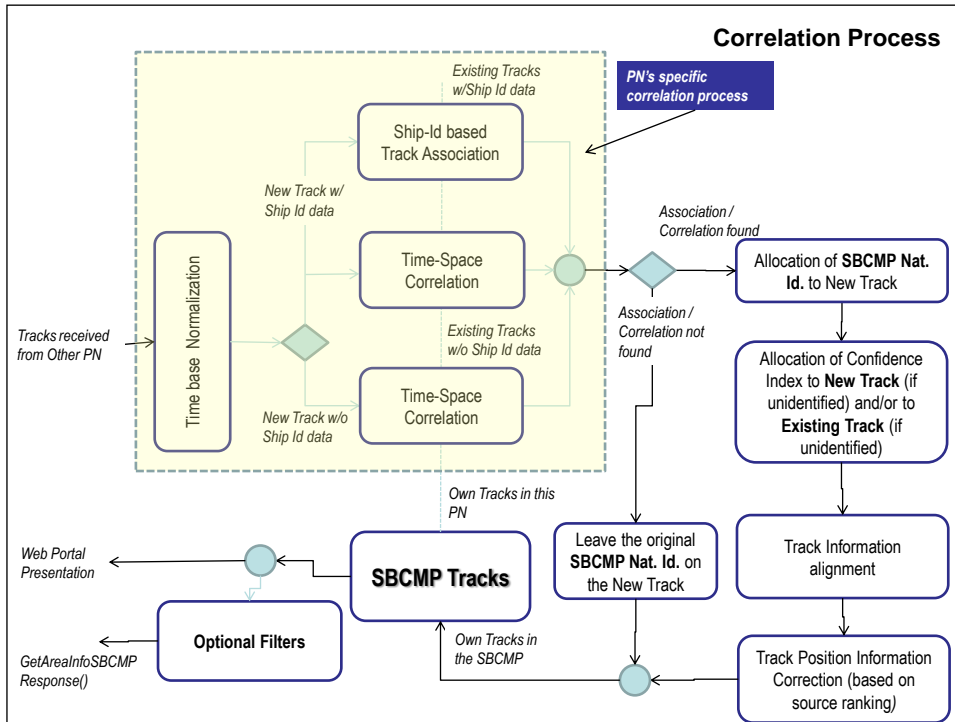 Correlation Process
Existing Tracks
w/Ship Id data
PN's specific
correlation process
Ship-Id based
Track Association
New Track w/
Ship Id data
Association /
Correlation found
Time base Normalization
Time-Space
Correlation
Allocation of SBCMP Nat.
Id. to New Track
Association /
Correlation not
found
Tracks received
from Other PN
Existing Tracks
w/o Ship Id data
Time-Space
Correlation
New Track w/o
Ship Id data
Allocation of Confidence
Index to New Track (if
unidentified) and/or to
Existing Track (if
unidentified)
Own Tracks in this
PN
Leave the original
SBCMP Nat. Id. on
the New Track
Track Information
alignment
Web Portal
Presentation
SBCMP Tracks
Optional Filters
Own Tracks in
the SBCMP
GetAreaInfoSBCMP
Response()
Track Position Information
Correction (based on
source ranking)